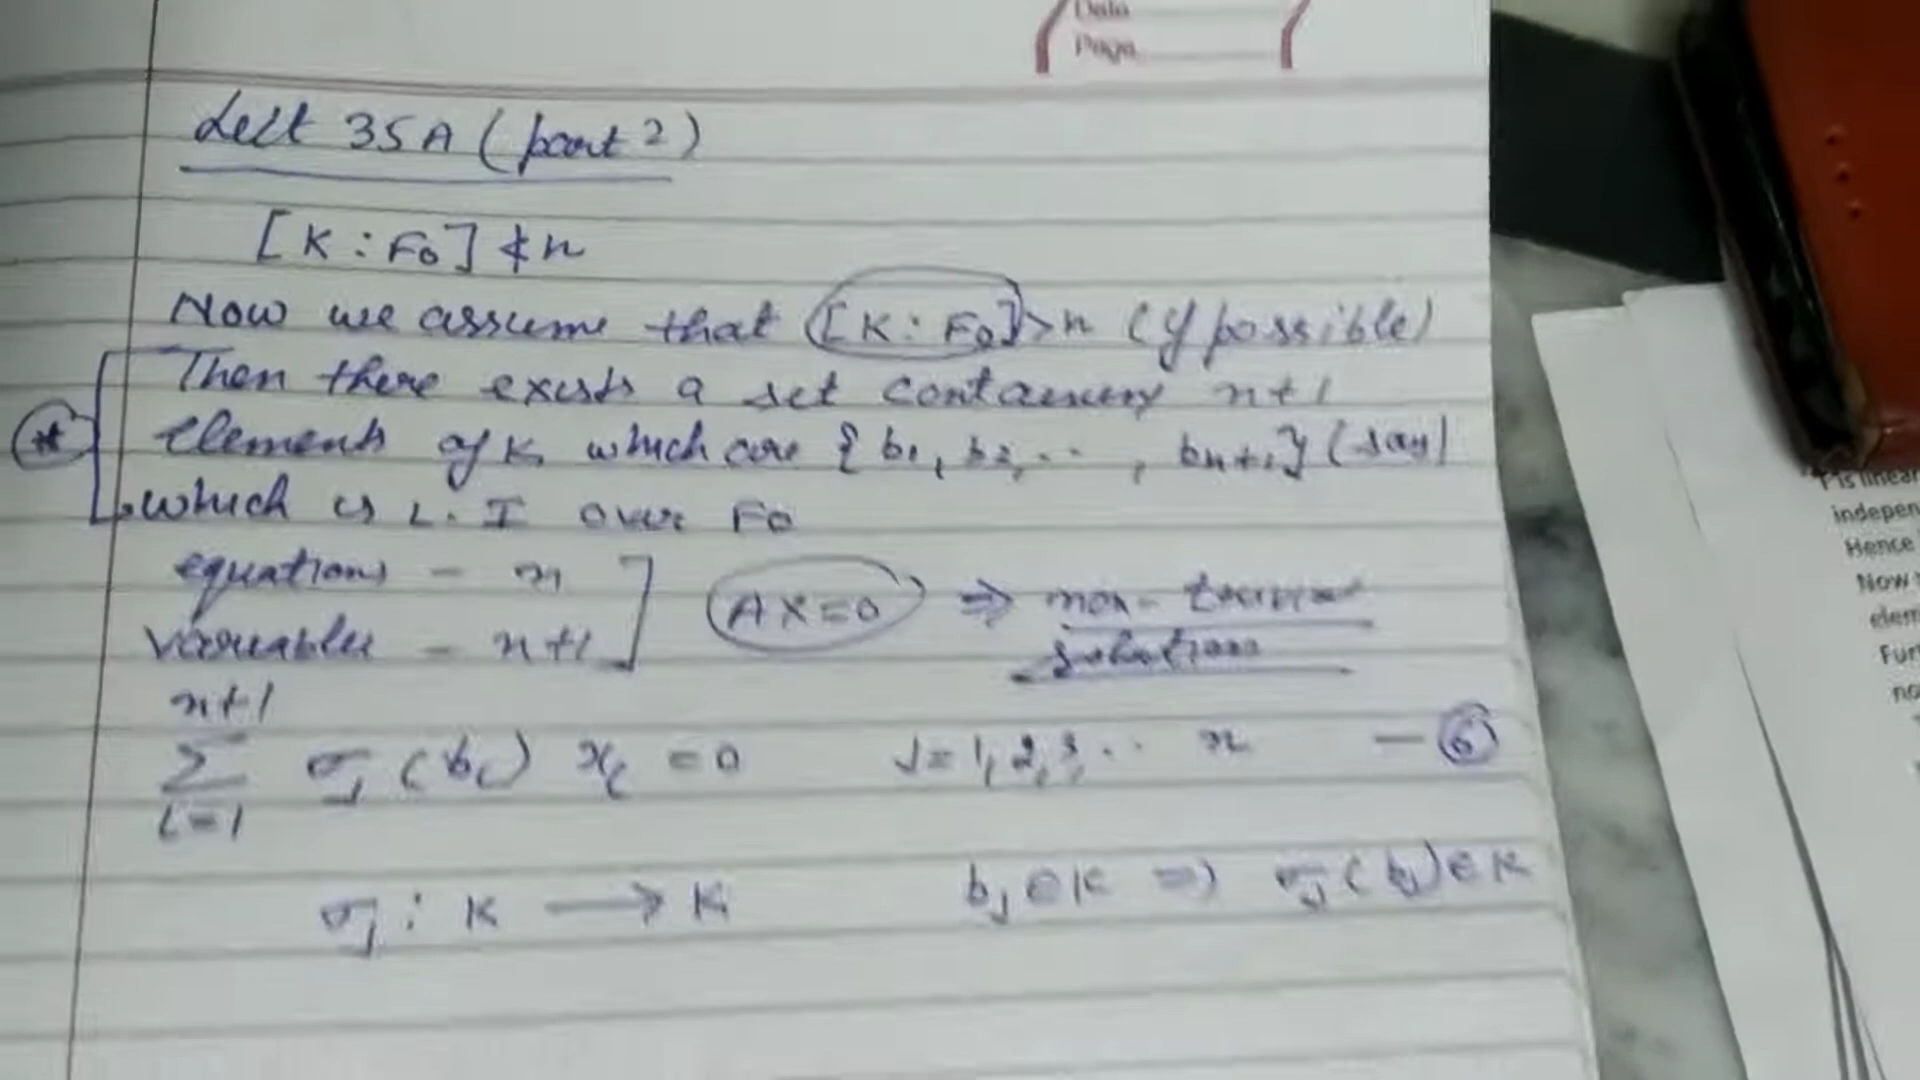 Date
Page
Lect 35A (part 2)
[K : F₀] ≮ n
Now we assume that [K : F₀] > n (if possible)
Then there exists a set containing n+1
elements of K which are { b₁, b₂, .. , bₙ₊₁} (say)
which is L.I over F₀
equations - n
AX=0 ⇒ non-trivial
variables - n+1
solutions
n+1
Σ σⱼ (bᵢ) xᵢ = 0 J = 1, 2, 3, .. n — ⑥
i=1
σⱼ : K → K bⱼ ∈ K ⇒ σⱼ (bⱼ) ∈ K
is linear
indepen
Hence
Now
elem
Fur
no